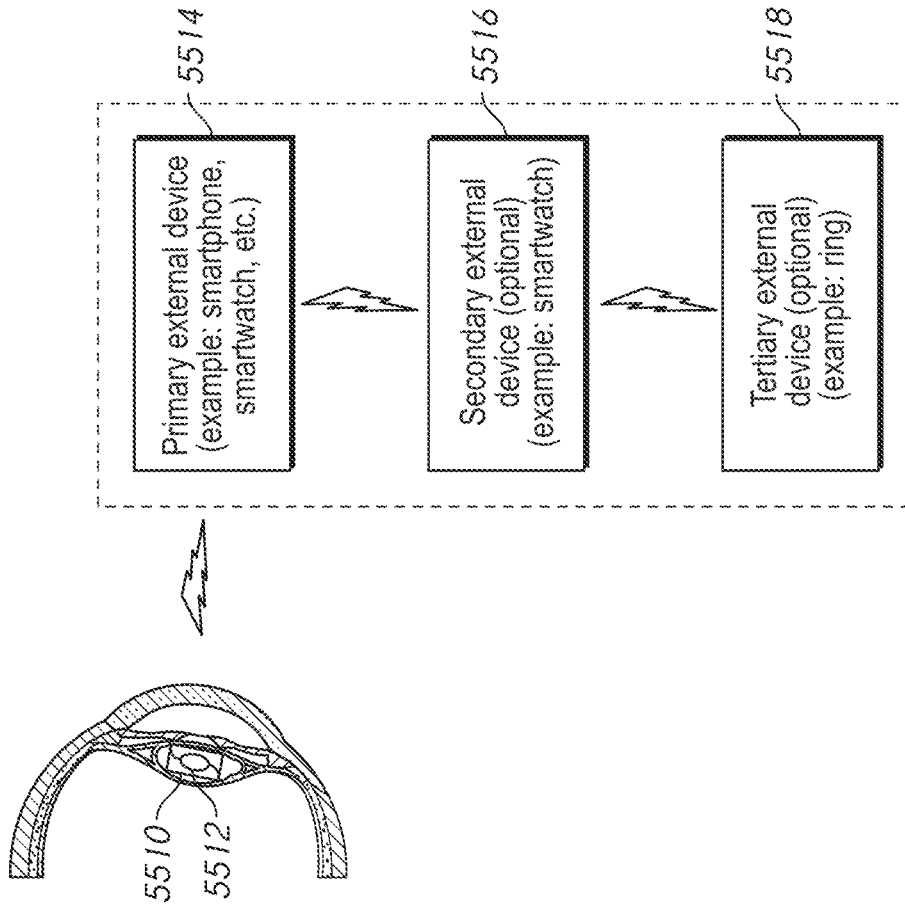 Primary external device
(example: smartphone,
smartwatch, etc.)
5514
Secondary external
device (optional)
(example: smartwatch)
5516
Tertiary external
device (optional)
(example: ring)
5518
5510
5512